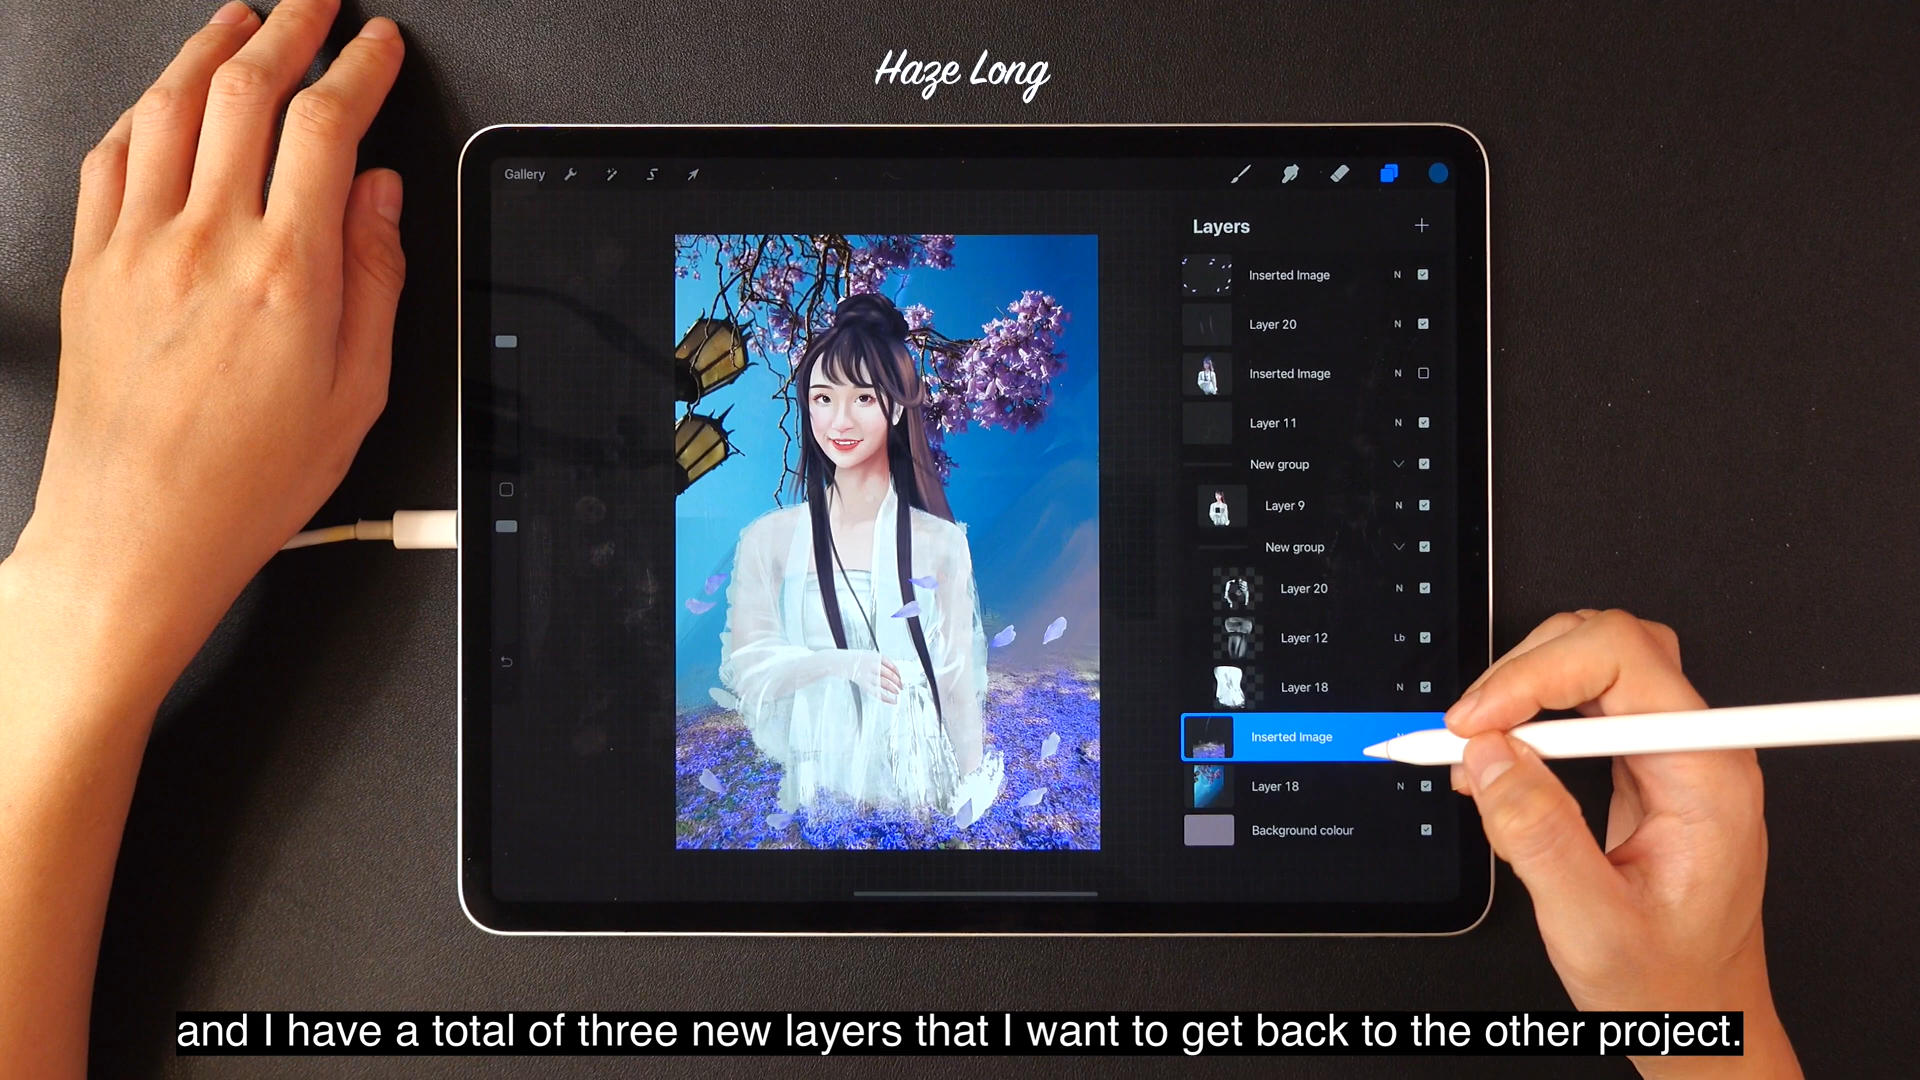 Haze Long
Gallery
Layers
Inserted Image N
Layer 20 N
Inserted Image N
Layer 11 N
New group
Layer 9 N
New group
Layer 20 N
Layer 12 Lb
Layer 18 N
Inserted Image
Layer 18 N
Background colour
and I have a total of three new layers that I want to get back to the other project.